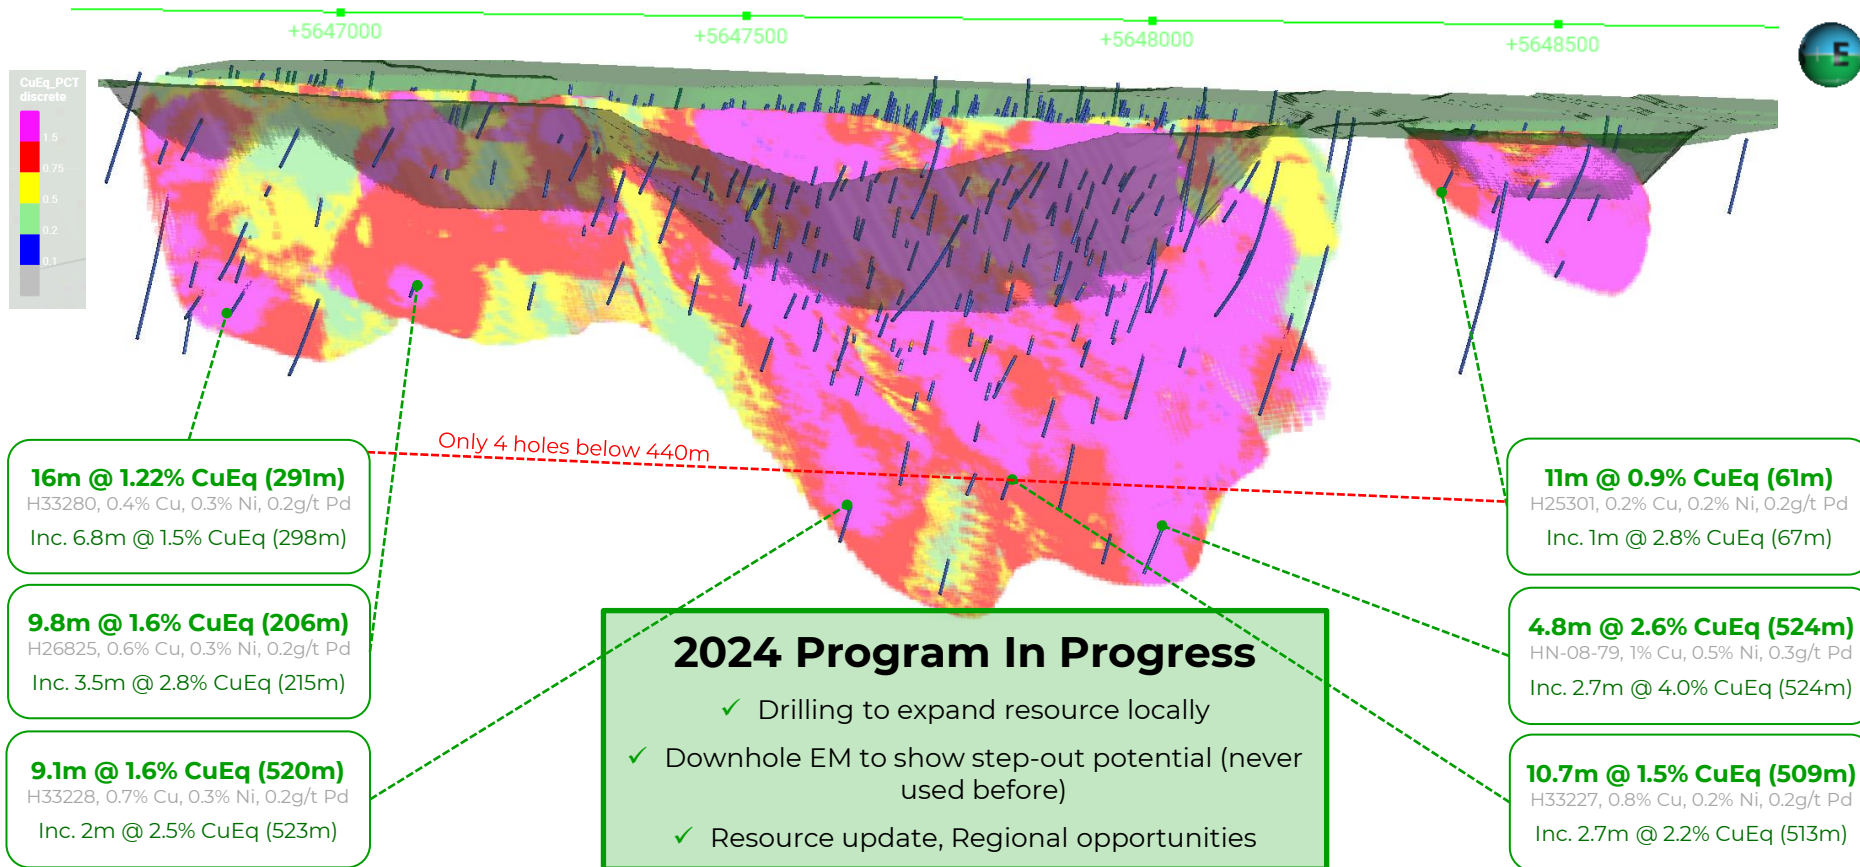 +5647000
+5647500
+5648000
+5648500
E
CuEq_PCT
discrete
1.5
0.75
0.5
0.2
0.1
Only 4 holes below 440m
16m @ 1.22% CuEq (291m)
H33280, 0.4% Cu, 0.3% Ni, 0.2g/t Pd
Inc. 6.8m @ 1.5% CuEq (298m)
9.8m @ 1.6% CuEq (206m)
H26825, 0.6% Cu, 0.3% Ni, 0.2g/t Pd
Inc. 3.5m @ 2.8% CuEq (215m)
9.1m @ 1.6% CuEq (520m)
H33228, 0.7% Cu, 0.3% Ni, 0.2g/t Pd
Inc. 2m @ 2.5% CuEq (523m)
2024 Program In Progress
✓ Drilling to expand resource locally
✓ Downhole EM to show step-out potential (never
used before)
✓ Resource update, Regional opportunities
11m @ 0.9% CuEq (61m)
H25301, 0.2% Cu, 0.2% Ni, 0.2g/t Pd
Inc. 1m @ 2.8% CuEq (67m)
4.8m @ 2.6% CuEq (524m)
HN-08-79, 1% Cu, 0.5% Ni, 0.3g/t Pd
Inc. 2.7m @ 4.0% CuEq (524m)
10.7m @ 1.5% CuEq (509m)
H33227, 0.8% Cu, 0.2% Ni, 0.2g/t Pd
Inc. 2.7m @ 2.2% CuEq (513m)